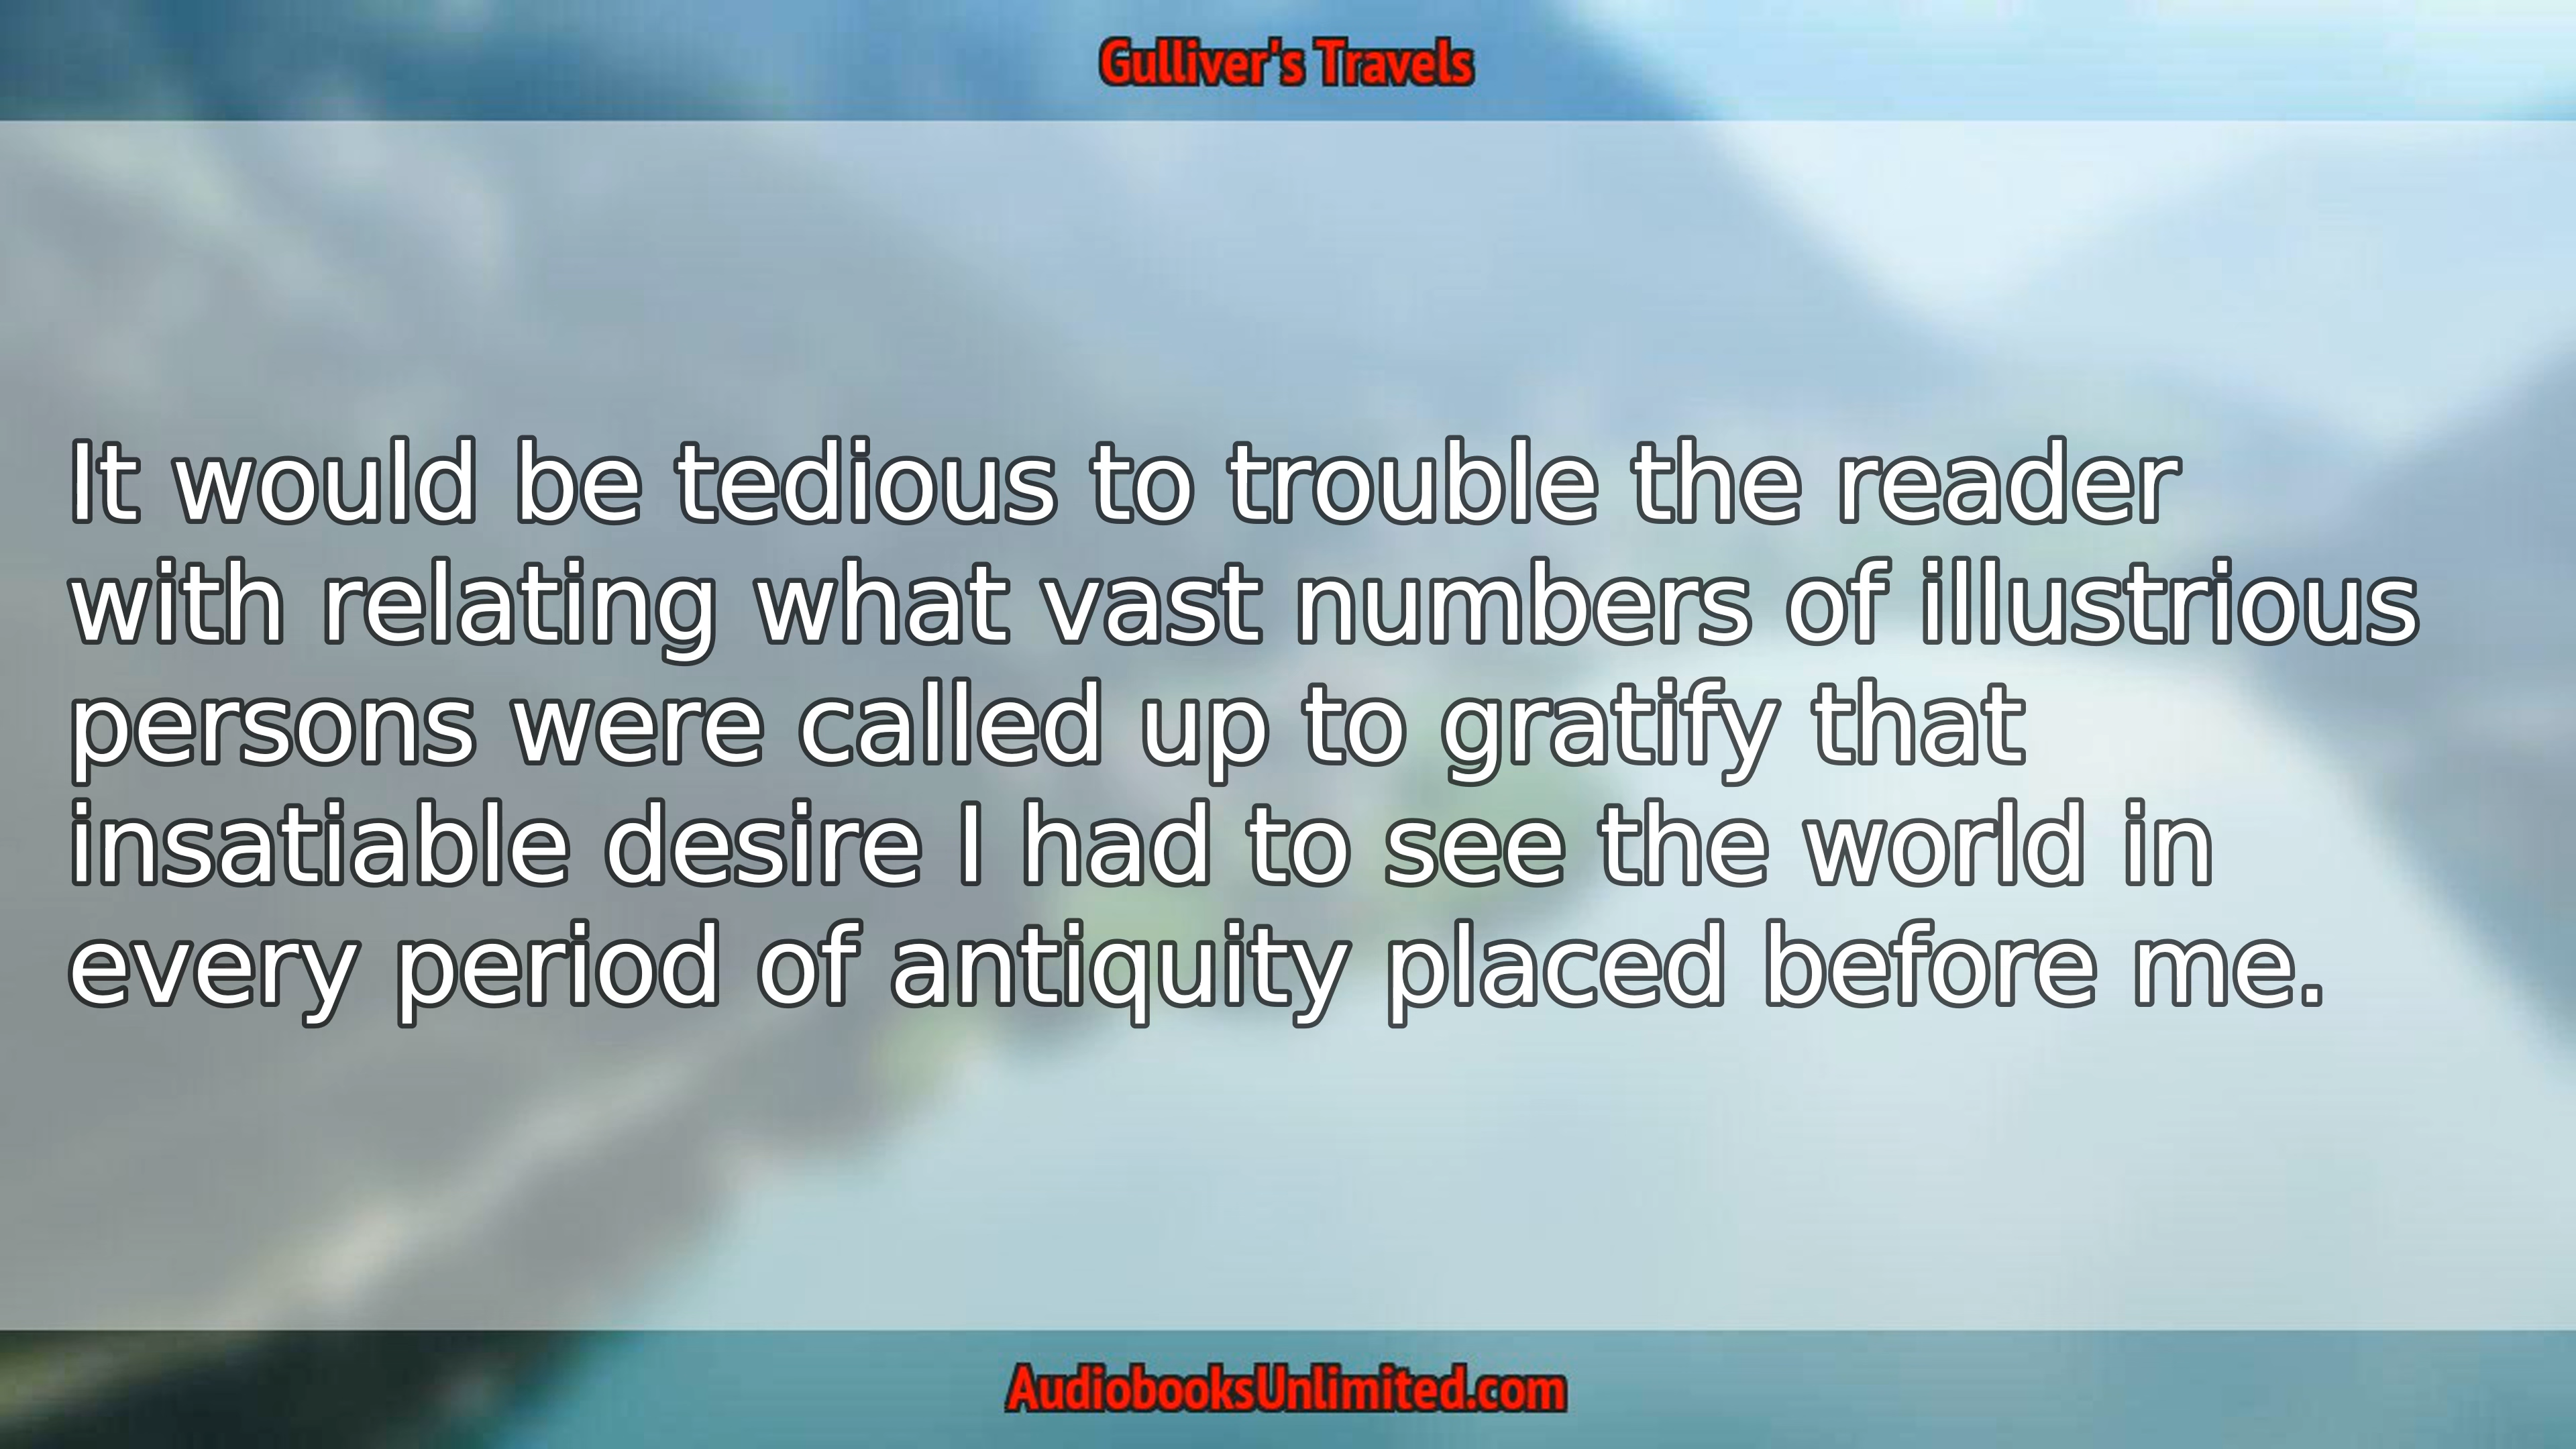 Gulliver's Travels
It would be tedious to trouble the reader
with relating what vast numbers of illustrious
persons were called up to gratify that
insatiable desire I had to see the world in
every period of antiquity placed before me.
AudiobooksUnlimited.com